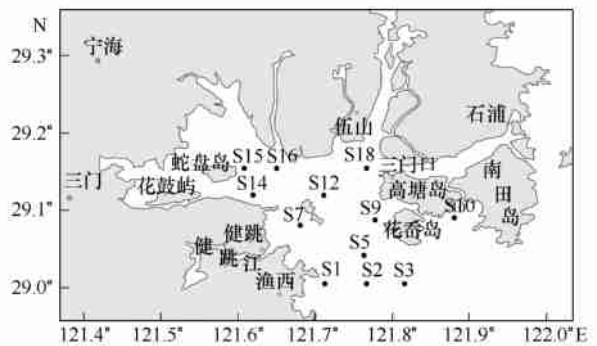 N
29.3°
宁海
29.2°
伍山
石浦
蛇盘岛
S15
S16
S18
三门口
三门
花鼓屿
S14
S12
高塘岛
南
田
岛
S10
29.1°
S7
S9
花岙岛
健
跳
江
健跳
S5
渔西
29.0°
S1
S2
S3
121.4°
121.5°
121.6°
121.7°
121.8°
121.9°
122.0°E